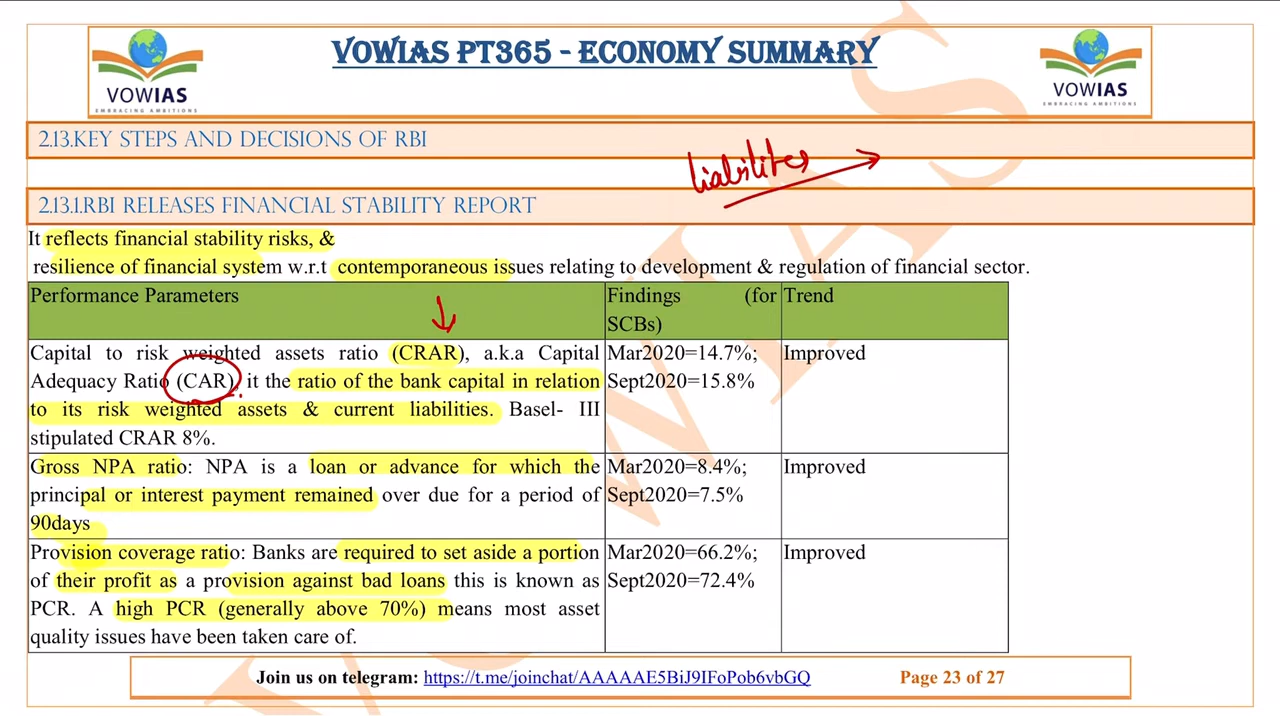 VOWIAS PT365 - ECONOMY SUMMARY
VOWIAS
EMBRACING AMBITIONS
VOWIAS
EMBRACING AMBITIONS
2.13.KEY STEPS AND DECISIONS OF RBI
liabilites
2.13.1.RBI RELEASES FINANCIAL STABILITY REPORT
It reflects financial stability risks, &
resilience of financial system w.r.t contemporaneous issues relating to development & regulation of financial sector.
Performance Parameters
Findings (for
SCBs)
Trend
Capital to risk weighted assets ratio (CRAR), a.k.a Capital
Adequacy Ratio (CAR), it the ratio of the bank capital in relation
to its risk weighted assets & current liabilities. Basel- III
stipulated CRAR 8%.
Mar2020=14.7%;
Sept2020=15.8%
Improved
Gross NPA ratio: NPA is a loan or advance for which the
principal or interest payment remained over due for a period of
90days
Mar2020=8.4%;
Sept2020=7.5%
Improved
Provision coverage ratio: Banks are required to set aside a portion
of their profit as a provision against bad loans this is known as
PCR. A high PCR (generally above 70%) means most asset
quality issues have been taken care of.
Mar2020=66.2%;
Sept2020=72.4%
Improved
Join us on telegram: https://t.me/joinchat/AAAAAE5BiJ9IFoPob6vbGQ
Page 23 of 27
VOWIAS